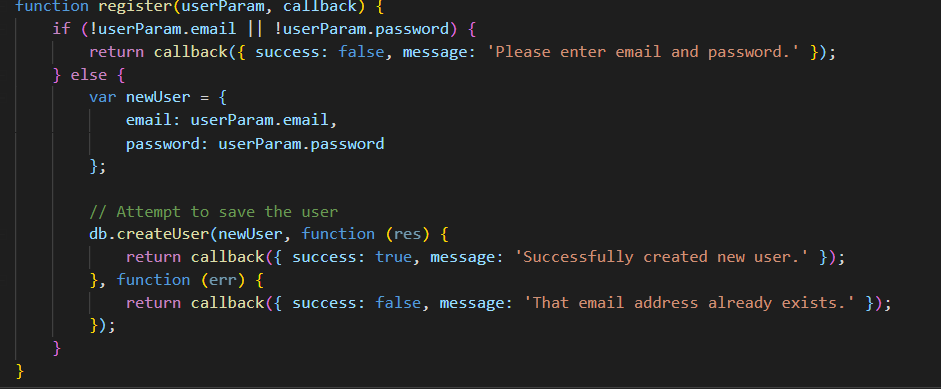 function register(userParam, callback) {
    if (!userParam.email || !userParam.password) {
        return callback({ success: false, message: 'Please enter email and password.' });
    } else {
        var newUser = {
            email: userParam.email,
            password: userParam.password
        };

        // Attempt to save the user
        db.createUser(newUser, function (res) {
            return callback({ success: true, message: 'Successfully created new user.' });
        }, function (err) {
            return callback({ success: false, message: 'That email address already exists.' });
        });
    }
}